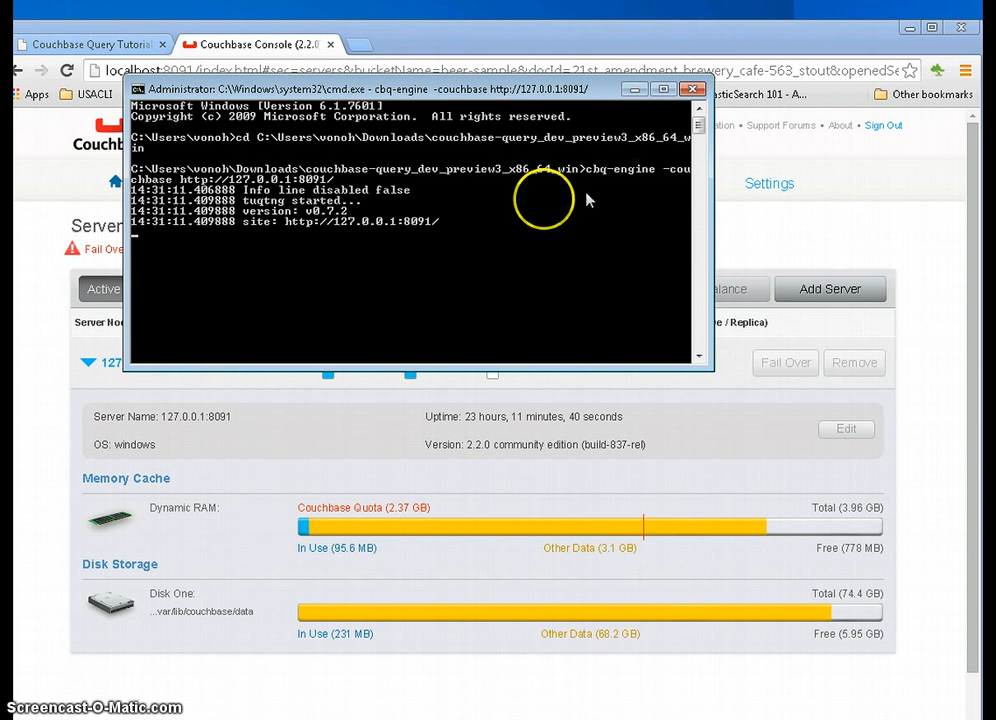 Couchbase Query Tutorial
Couchbase Console (2.2.0
localhost:8091/index.html#sec=servers&bucketName=beer-sample&docId=21st_amendment_brewery_cafe-563_stout&openedSe
Apps
USACLI
Administrator: C:\Windows\system32\cmd.exe - cbq-engine -couchbase http://127.0.0.1:8091/
asticSearch 101 - A...
Other bookmarks
Microsoft Windows [Version 6.1.7601]
Copyright (c) 2009 Microsoft Corporation. All rights reserved.
C:\Users\vonoh>cd C:\Users\vonoh\Downloads\couchbase-query_dev_preview3_x86_64_w
in
C:\Users\vonoh\Downloads\couchbase-query_dev_preview3_x86_64_win>cbq-engine -cou
chbase http://127.0.0.1:8091/
14:31:11.406888 Info line disabled false
14:31:11.409888 tuqtng started...
14:31:11.409888 version: v0.7.2
14:31:11.409888 site: http://127.0.0.1:8091/
Couchb
• Support Forums • About • Sign Out
Settings
Server
Fail Ove
Active
alance
Add Server
Server Noc
/e / Replica)
127
Fail Over
Remove
Server Name: 127.0.0.1:8091
Uptime: 23 hours, 11 minutes, 40 seconds
Edit
OS: windows
Version: 2.2.0 community edition (build-837-rel)
Memory Cache
Dynamic RAM:
Couchbase Quota (2.37 GB)
Total (3.96 GB)
In Use (95.6 MB)
Other Data (3.1 GB)
Free (778 MB)
Disk Storage
Disk One:
Total (74.4 GB)
...var/lib/couchbase/data
In Use (231 MB)
Other Data (68.2 GB)
Free (5.95 GB)
Screencast-O-Matic.com